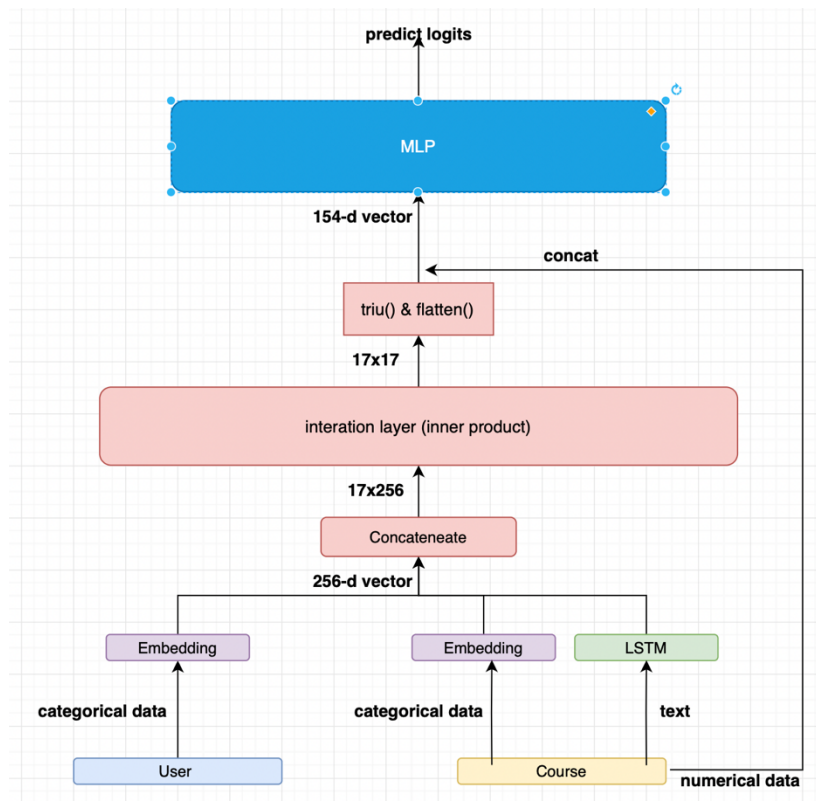 predict logits
MLP
154-d vector
concat
triu() & flatten()
17x17
interation layer (inner product)
17x256
Concateneate
256-d vector
Embedding
Embedding
LSTM
categorical data
categorical data
text
User
Course
numerical data